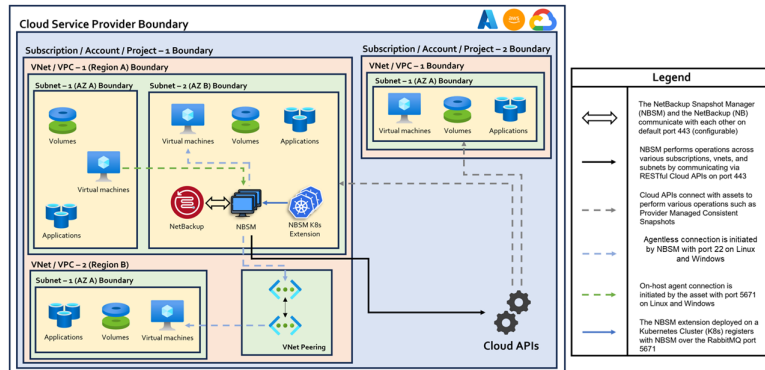 aws
Cloud Service Provider Boundary
Subscription / Account / Project – 1 Boundary
VNet / VPC – 1 (Region A) Boundary
Subnet – 1 (AZ A) Boundary
Volumes
Virtual machines
Applications
Subnet – 2 (AZ B) Boundary
Virtual machines
Volumes
Applications
NetBackup
NBSM
NBSM K8s
Extension
VNet / VPC – 2 (Region B)
Subnet – 1 (AZ A) Boundary
Applications
Volumes
Virtual machines
VNet Peering
Subscription / Account / Project – 2 Boundary
VNet / VPC – 1 Boundary
Subnet – 1 (AZ A) Boundary
Virtual machines
Volumes
Applications
Cloud APIs
Legend
The NetBackup Snapshot Manager
(NBSM) and the NetBackup (NB)
communicate with each other on
default port 443 (configurable)
NBSM performs operations across
various subscriptions, vnets, and
subnets by communicating via
RESTful Cloud APIs on port 443
Cloud APIs connect with assets to
perform various operations such as
Provider Managed Consistent
Snapshots
Agentless connection is initiated
by NBSM with port 22 on Linux
and Windows
On-host agent connection is
initiated by the asset with port 5671
on Linux and Windows
The NBSM extension deployed on a
Kubernetes Cluster (K8s) registers
with NBSM over the RabbitMQ port
5671